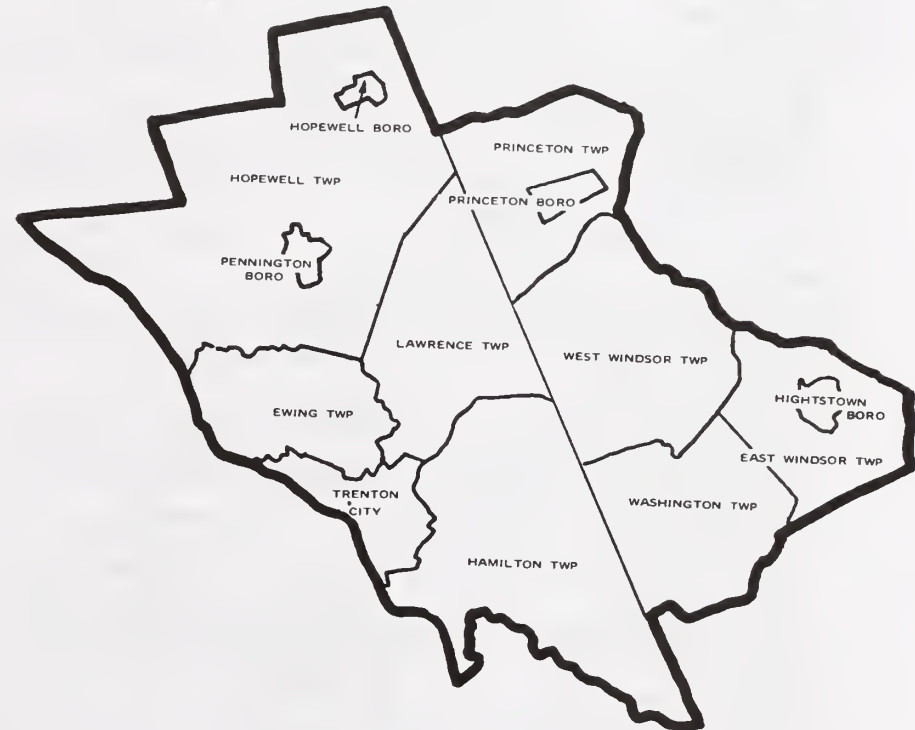 HOPEWELL BORO
PRINCETON TWP
HOPEWELL TWP
PRINCETON BORO
PENNINGTON
BORO
LAWRENCE TWP
WEST WINDSOR TWP
HIGHTSTOWN
BORO
EWING TWP
EAST WINDSOR TWP
TRENTON
CITY
WASHINGTON TWP
HAMILTON TWP